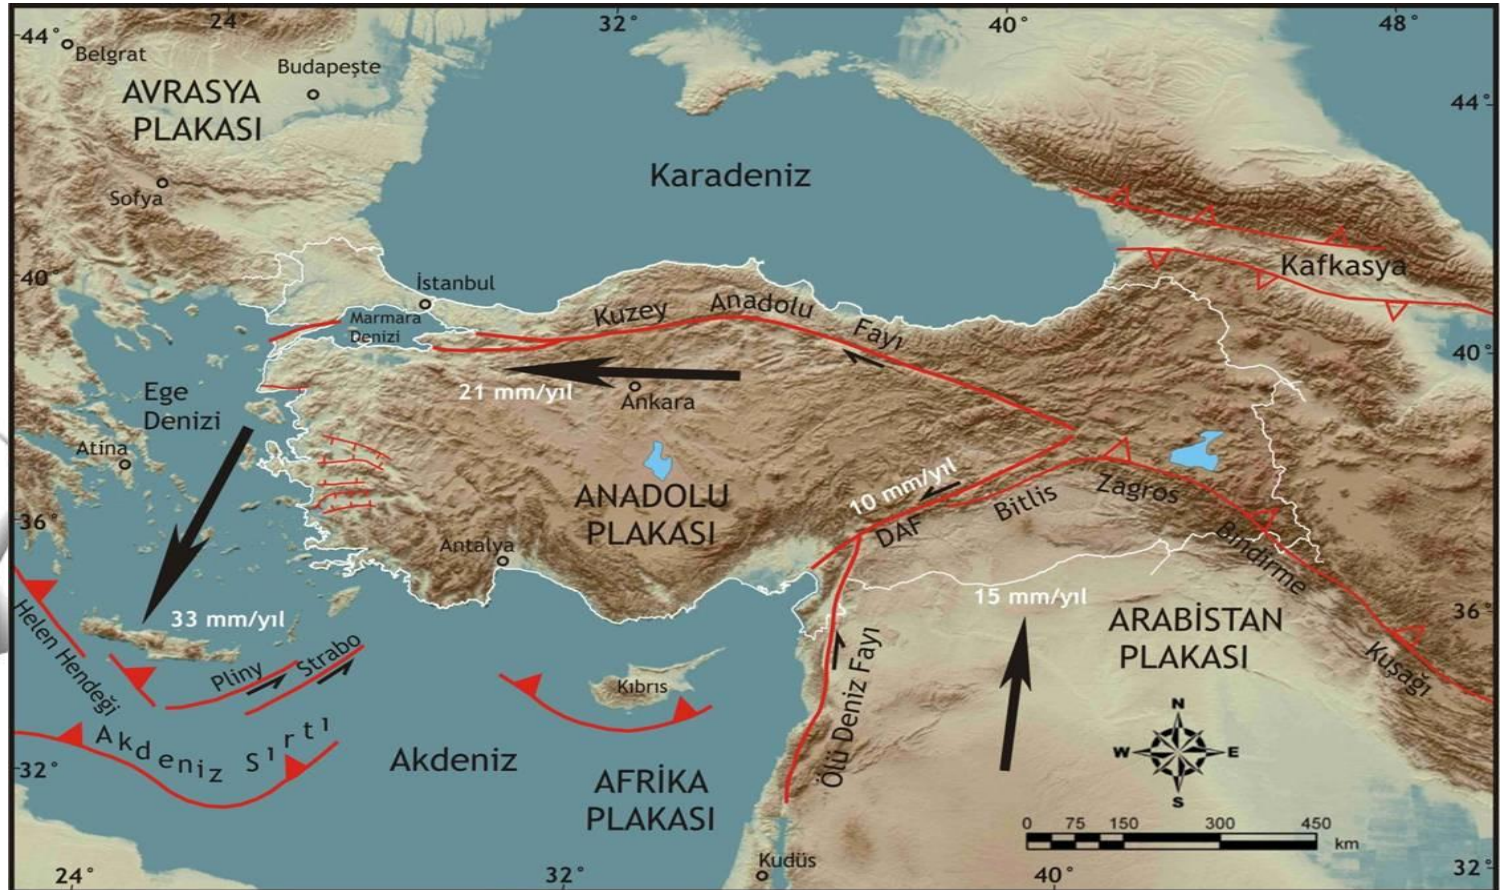 24°
32°
40°
48°
44°
Belgrat
Budapeşte
AVRASYA
PLAKASI
44°
Karadeniz
Sofya
Kafkasya
40°
İstanbul
Marmara
Denizi
Kuzey Anadolu Fayı
40°
21 mm/yıl
Ankara
Ege
Denizi
Atina
ANADOLU
PLAKASI
10 mm/yıl
DAF
Bitlis Zagros Bindirme Kuşağı
36°
Antalya
15 mm/yıl
36°
33 mm/yıl
ARABİSTAN
PLAKASI
Helen Hendeği
Pliny
Strabo
Kıbrıs
Ölü Deniz Fayı
Akdeniz Sırtı
Akdeniz
AFRİKA
PLAKASI
N
W E
S
32°
0 75 150 300 450
km
Kudüs
24°
32°
40°
32°